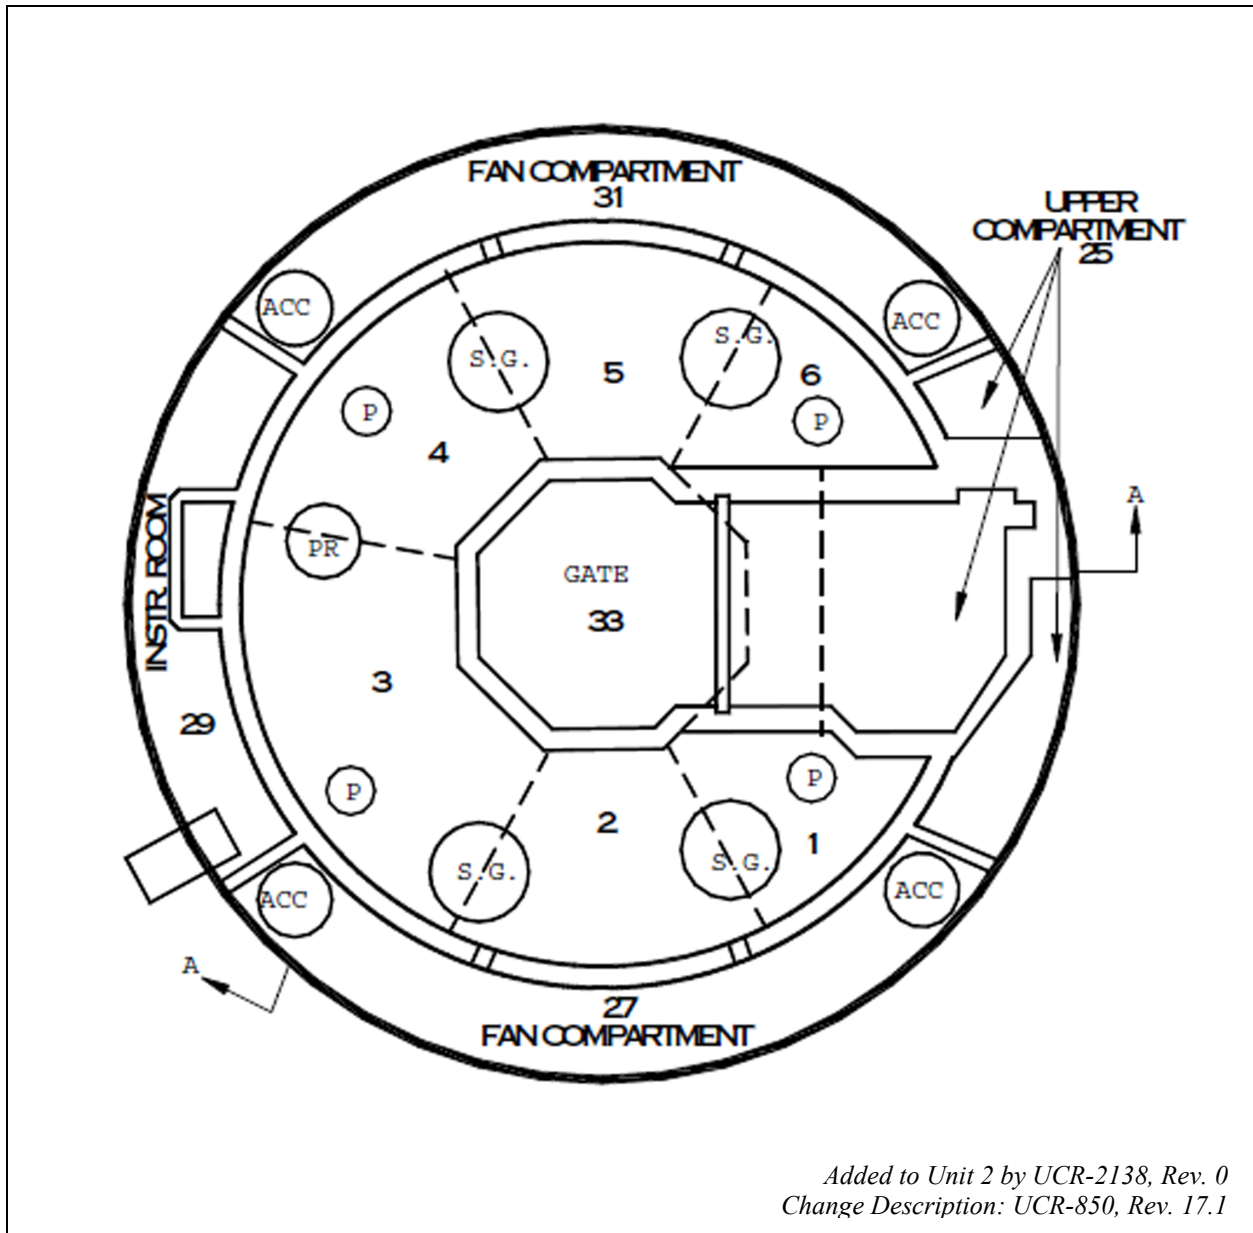 FAN COMPARTMENT
31
UPPER
COMPARTMENT
25
ACC
ACC
S.G.
S.G.
5
6
P
P
4
A
INSTR. ROOM
PR
GATE
33
3
29
P
P
2
1
S.G.
S.G.
ACC
ACC
A
27
FAN COMPARTMENT
Added to Unit 2 by UCR-2138, Rev. 0
Change Description: UCR-850, Rev. 17.1